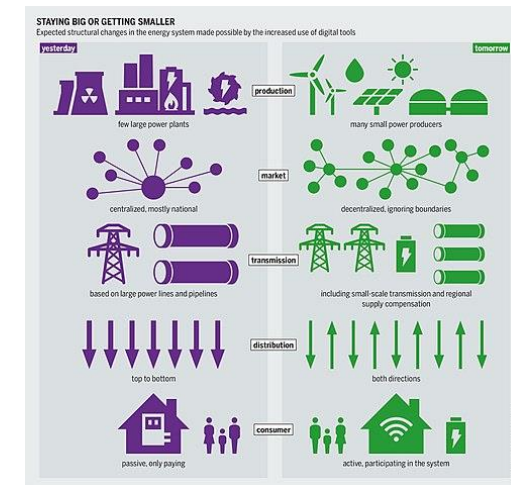 STAYING BIG OR GETTING SMALLER
Expected structural changes in the energy system made possible by the increased use of digital tools
yesterday
tomorrow
production
few large power plants
many small power producers
market
centralized, mostly national
decentralized, ignoring boundaries
transmission
based on large power lines and pipelines
including small-scale transmission and regional
supply compensation
distribution
top to bottom
both directions
consumer
passive, only paying
active, participating in the system